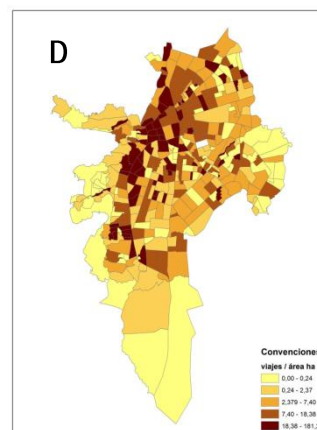 D
Convenciones
viajes / área ha
0,00 - 0,24
0,24 - 2,37
2,379 - 7,40
7,40 - 18,38